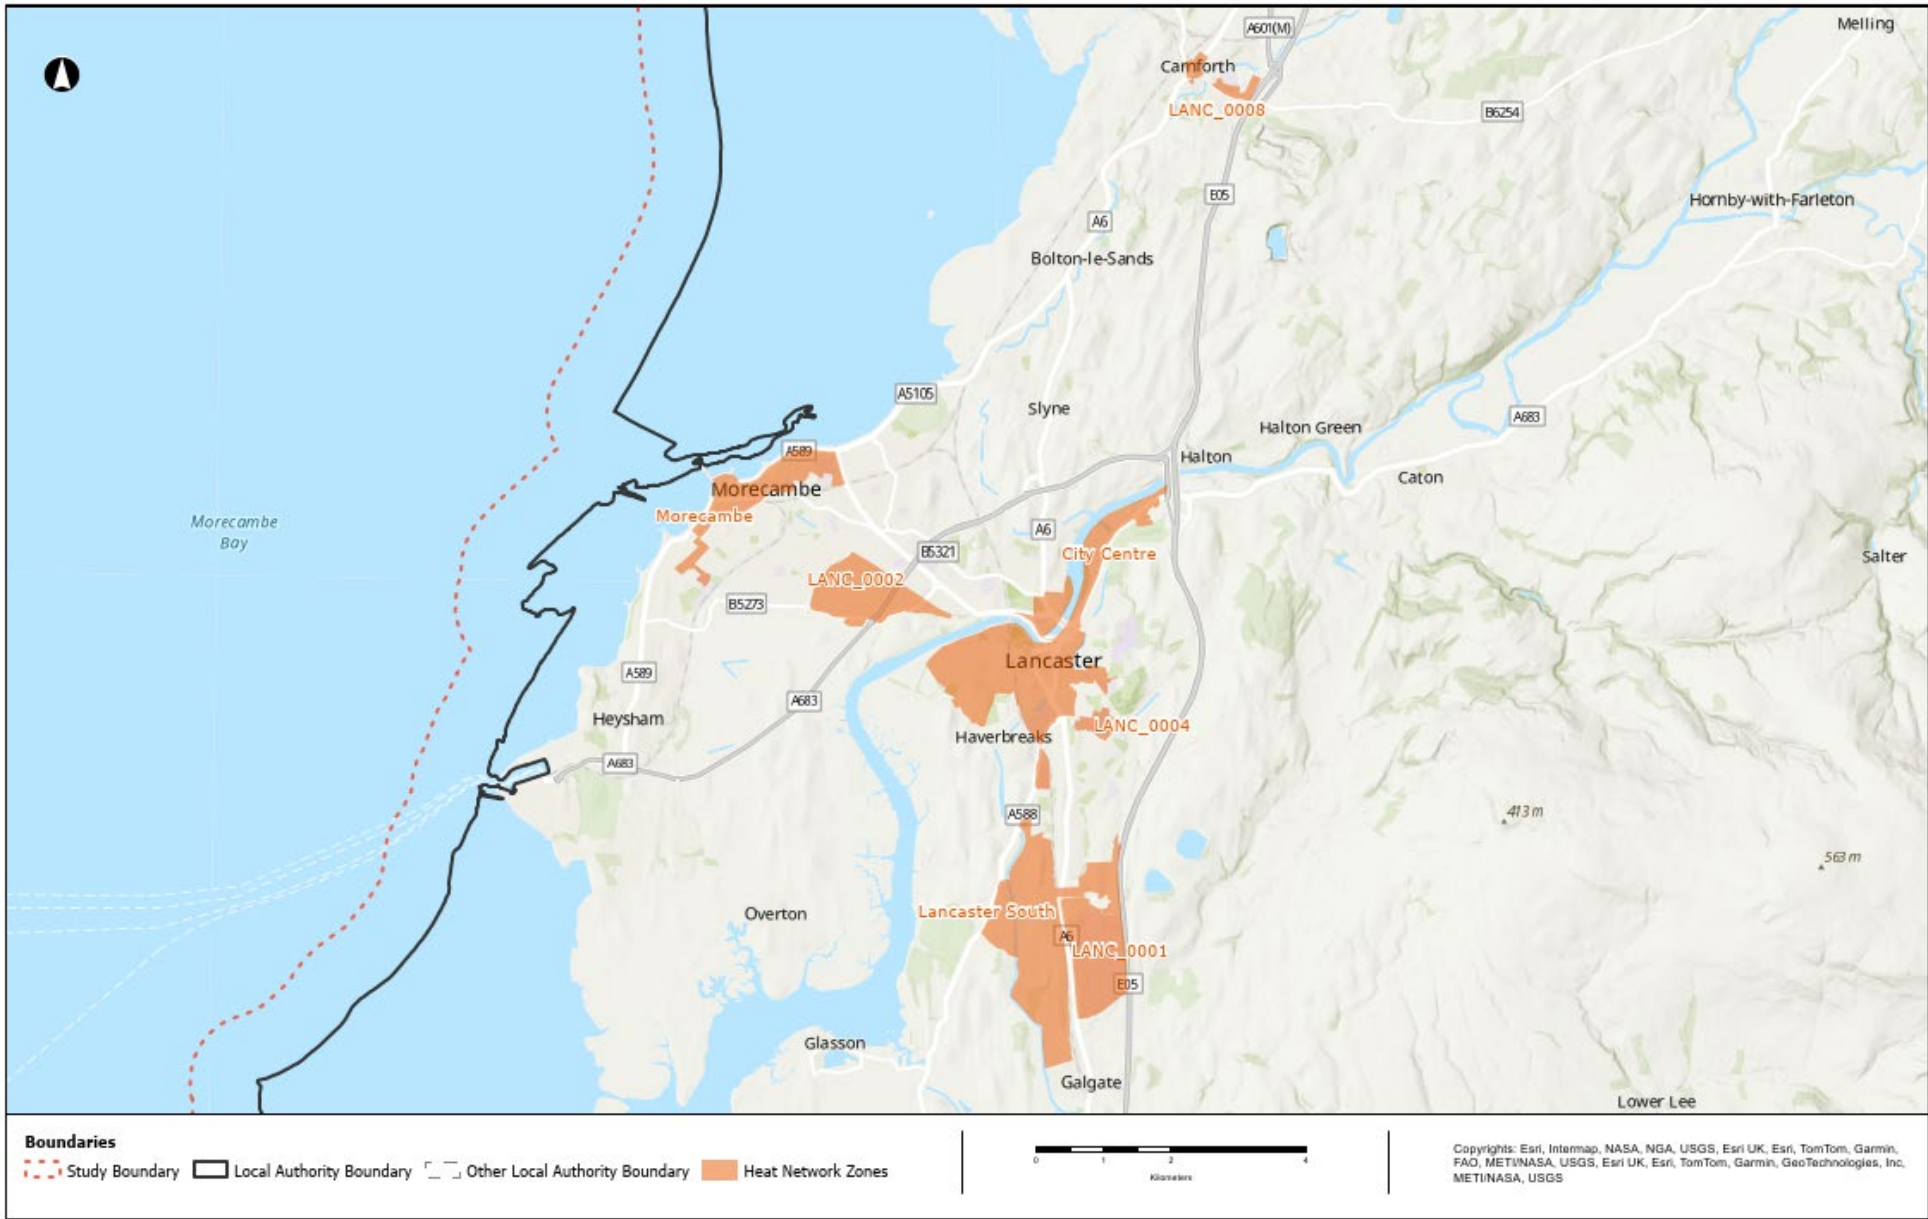 A601(M)
Melling
Carnforth
LANC_0008
B6254
E05
Hornby-with-Farleton
A6
Bolton-le-Sands
A5105
Slyne
A683
Halton Green
A589
Halton
Caton
Morecambe
Morecambe
Morecambe
Bay
A6
B5321
City Centre
Salter
LANC_0002
B5273
Lancaster
A589
A683
Heysham
LANC_0004
Haverbreaks
A683
A588
413 m
563 m
Overton
Lancaster South
A6
LANC_0001
E05
Glasson
Galgate
Lower Lee
Boundaries
Study Boundary
Local Authority Boundary
Other Local Authority Boundary
Heat Network Zones
0 1 2 4
Kilometers
Copyrights: Esri, Intermap, NASA, NGA, USGS, Esri UK, Esri, TomTom, Garmin,
FAO, METI/NASA, USGS, Esri UK, Esri, TomTom, Garmin, GeoTechnologies, Inc,
METI/NASA, USGS